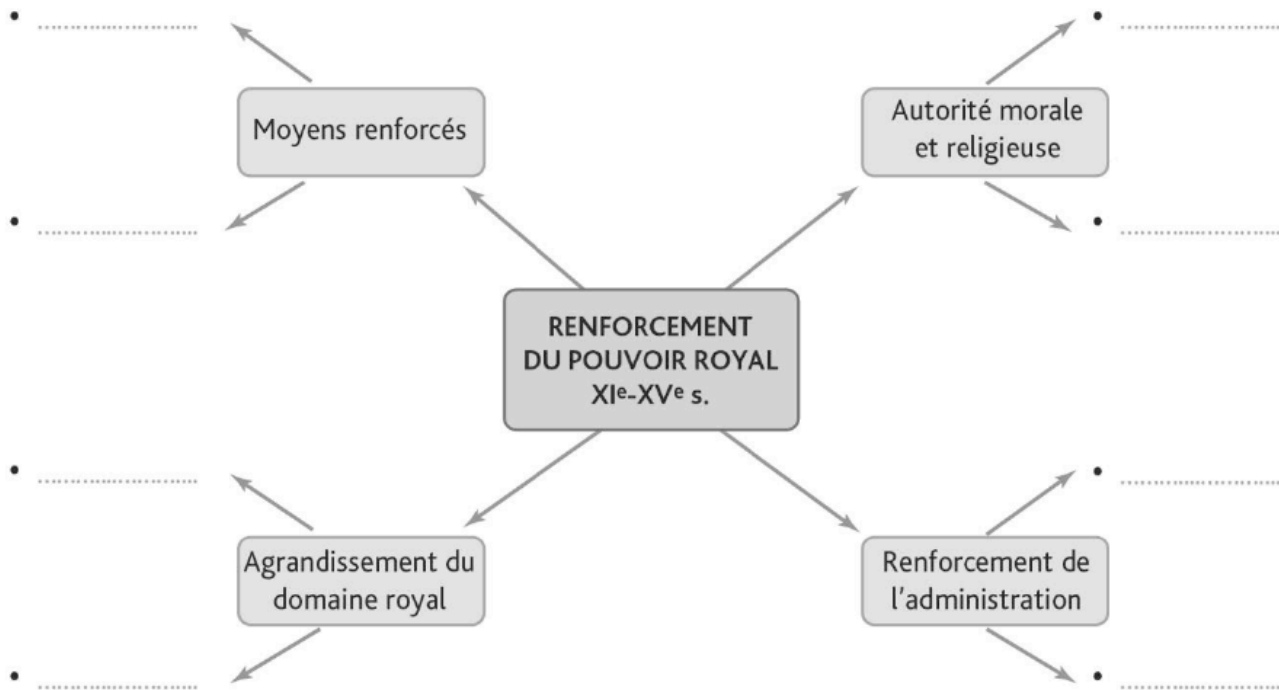 • ........................
• ........................
Moyens renforcés
Autorité morale
et religieuse
• ........................
• ........................
RENFORCEMENT
DU POUVOIR ROYAL
XIᵉ-XVᵉ s.
• ........................
• ........................
Agrandissement du
domaine royal
Renforcement de
l'administration
• ........................
• ........................